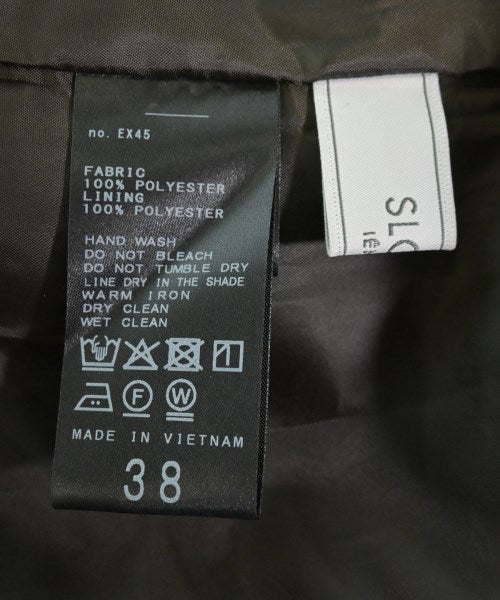 no. EX45
FABRIC
100% POLYESTER
LINING
100% POLYESTER
HAND WASH
DO NOT BLEACH
DO NOT TUMBLE DRY
LINE DRY IN THE SHADE
WARM IRON
DRY CLEAN
WET CLEAN
F W
MADE IN VIETNAM
38